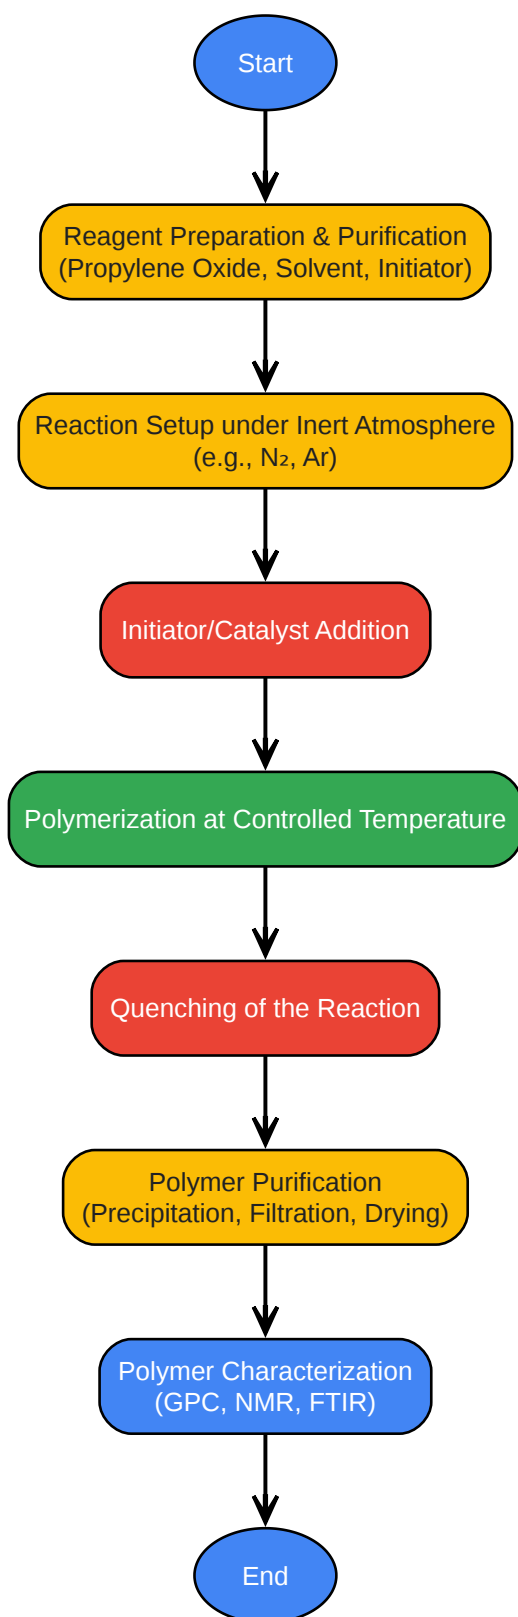 Start
Reagent Preparation & Purification
(Propylene Oxide, Solvent, Initiator)
Reaction Setup under Inert Atmosphere
(e.g., N₂, Ar)
Initiator/Catalyst Addition
Polymerization at Controlled Temperature
Quenching of the Reaction
Polymer Purification
(Precipitation, Filtration, Drying)
Polymer Characterization
(GPC, NMR, FTIR)
End